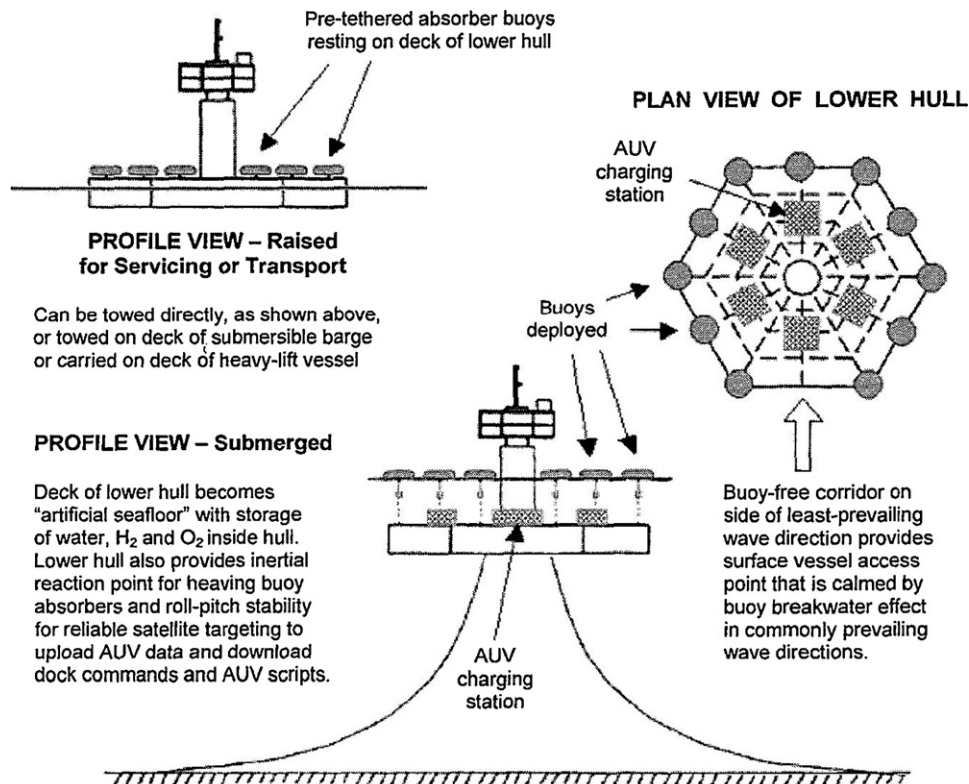 Pre-tethered absorber buoys
resting on deck of lower hull
PLAN VIEW OF LOWER HULL
AUV
charging
station
PROFILE VIEW – Raised
for Servicing or Transport
Can be towed directly, as shown above,
or towed on deck of submersible barge
or carried on deck of heavy-lift vessel
Buoys
deployed
PROFILE VIEW – Submerged
Deck of lower hull becomes
"artificial seafloor" with storage
of water, H₂ and O₂ inside hull.
Lower hull also provides inertial
reaction point for heaving buoy
absorbers and roll-pitch stability
for reliable satellite targeting to
upload AUV data and download
dock commands and AUV scripts.
Buoy-free corridor on
side of least-prevailing
wave direction provides
surface vessel access
point that is calmed by
buoy breakwater effect
in commonly prevailing
wave directions.
AUV
charging
station